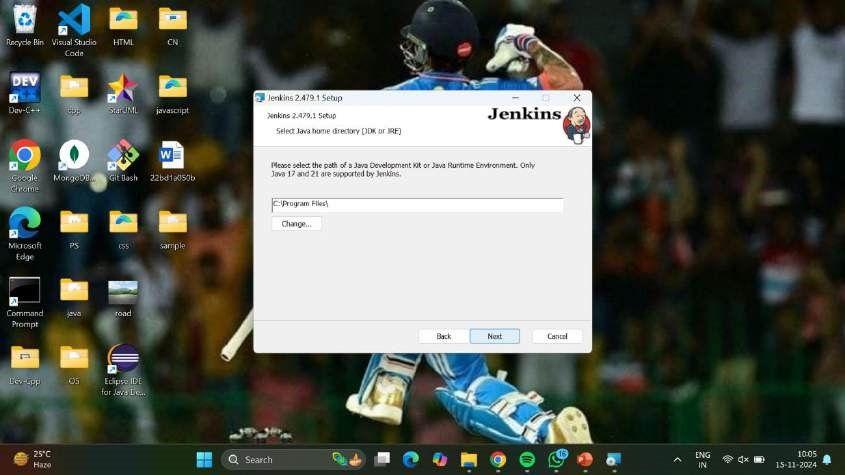 Recycle Bin
Visual Studio
Code
HTML
CN
DEV
Dev-C++
cpp
StarUML
javascript
Google
Chrome
MongoDB...
Git Bash
22bd1a050b
Microsoft
Edge
PS
css
sample
Command
Prompt
java
road
Dev-Cpp
OS
Eclipse IDE
for Java De...
Jenkins 2.479.1 Setup
Jenkins 2.479.1 Setup
Select Java home directory (JDK or JRE)
Jenkins
Please select the path of a Java Development Kit or Java Runtime Environment. Only
Java 17 and 21 are supported by Jenkins.
C:\Program Files\
Change...
Back
Next
Cancel
25°C
Haze
Search
16
ENG
IN
10:05
15-11-2024